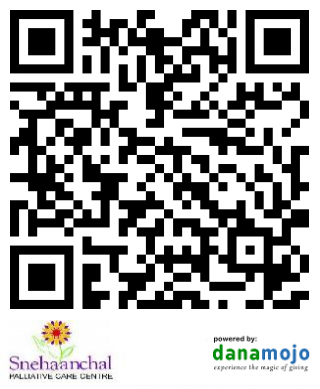 Snehaanchal
PALLIATIVE CARE CENTRE
powered by:
danamojo
experience the magic of giving